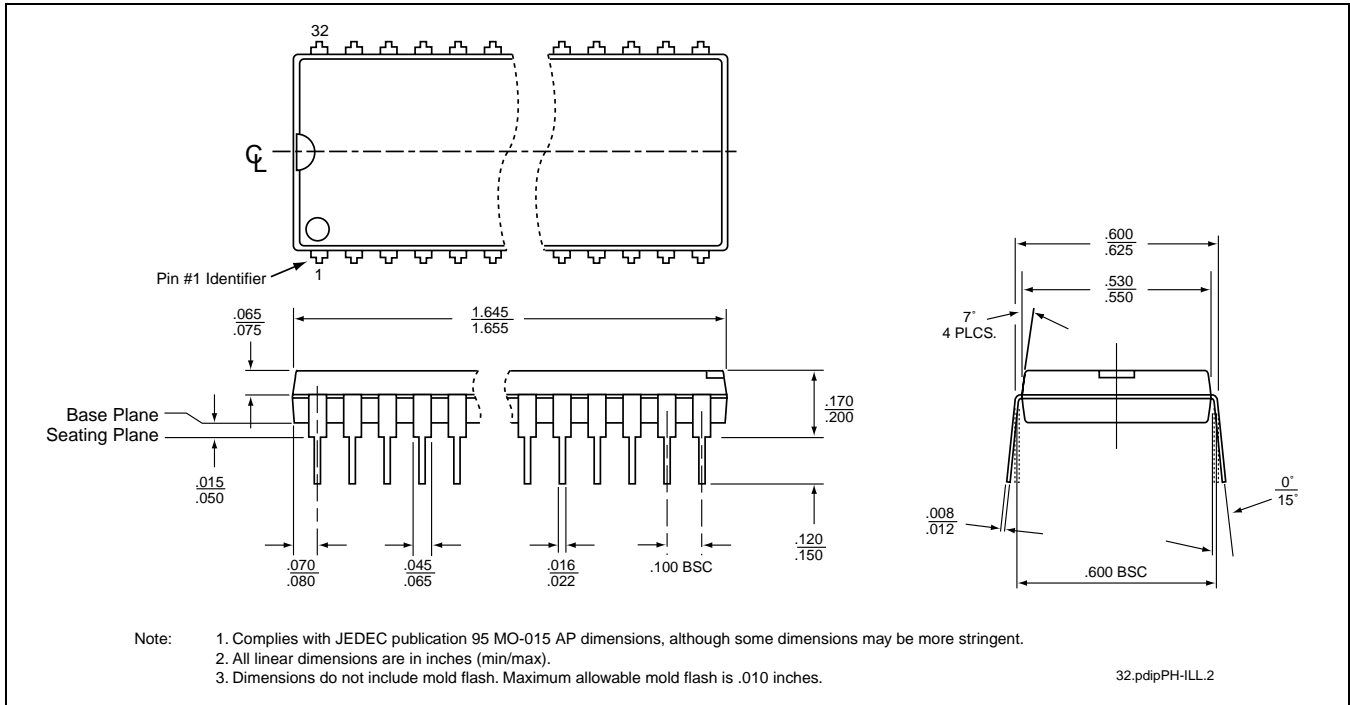 32
C
L
Pin #1 Identifier
1
.600
.625
.530
.550
7°
4 PLCS.
.065
.075
1.645
1.655
Base Plane
Seating Plane
.170
.200
.015
.050
.070
.080
.045
.065
.016
.022
.100 BSC
.120
.150
.008
.012
0°
15°
.600 BSC
Note: 1. Complies with JEDEC publication 95 MO-015 AP dimensions, although some dimensions may be more stringent.
2. All linear dimensions are in inches (min/max).
3. Dimensions do not include mold flash. Maximum allowable mold flash is .010 inches.
32.pdipPH-ILL.2